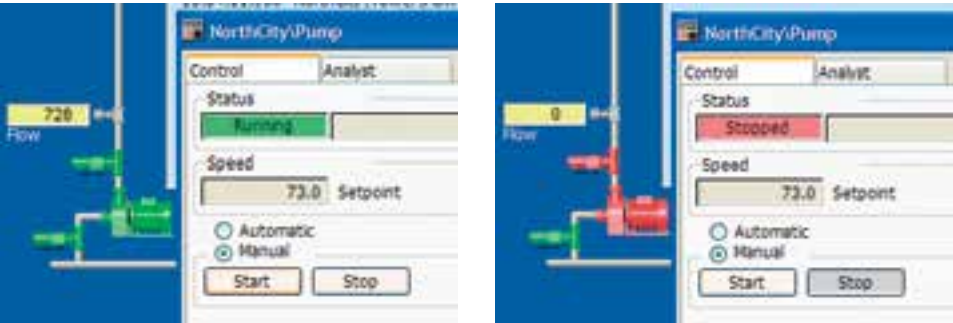 NorthCity\Pump
Control Analyst
Status
Running
728
Flow
Speed
73.0 Setpoint
Automatic
Manual
Start Stop
NorthCity\Pump
Control Analyst
Status
Stopped
0
Flow
Speed
73.0 Setpoint
Automatic
Manual
Start Stop